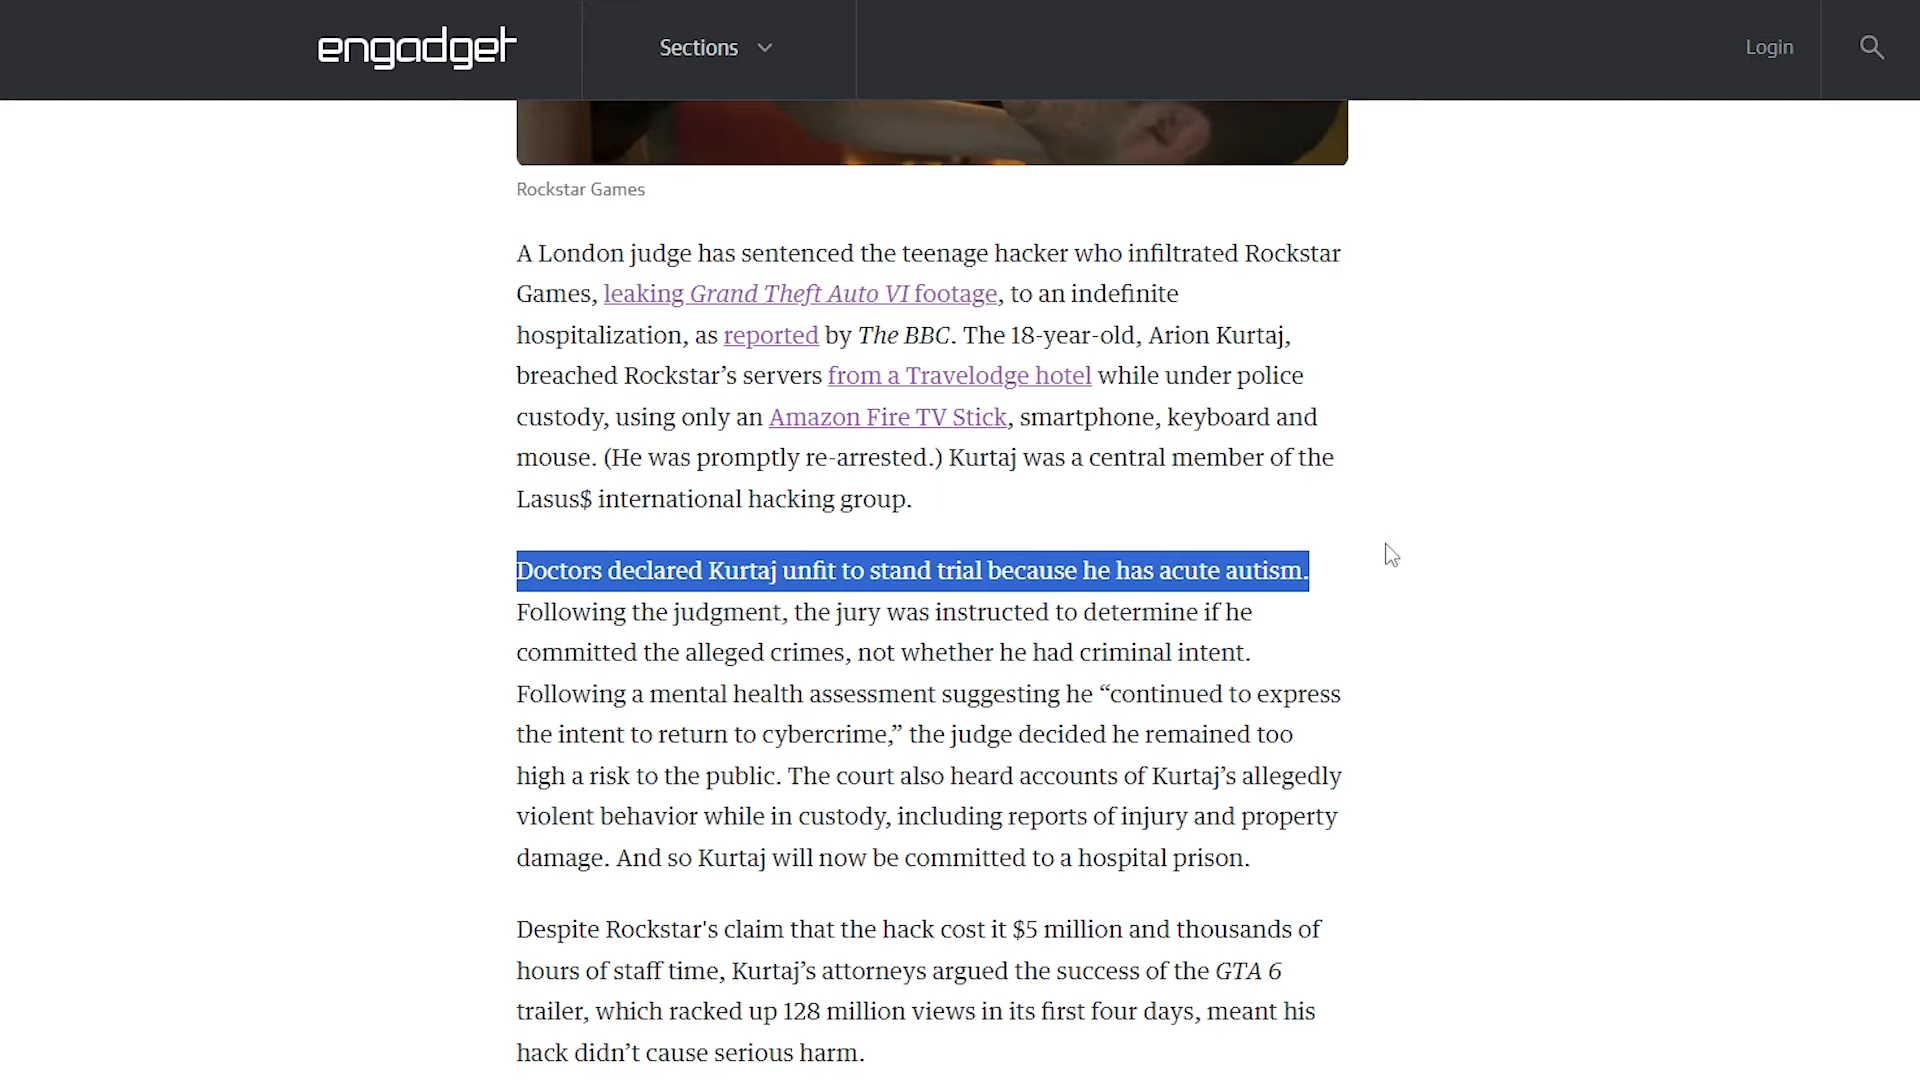 engadget
Sections
Login
Rockstar Games
A London judge has sentenced the teenage hacker who infiltrated Rockstar
Games, leaking Grand Theft Auto VI footage, to an indefinite
hospitalization, as reported by The BBC. The 18-year-old, Arion Kurtaj,
breached Rockstar’s servers from a Travelodge hotel while under police
custody, using only an Amazon Fire TV Stick, smartphone, keyboard and
mouse. (He was promptly re-arrested.) Kurtaj was a central member of the
Lasus$ international hacking group.
Doctors declared Kurtaj unfit to stand trial because he has acute autism.
Following the judgment, the jury was instructed to determine if he
committed the alleged crimes, not whether he had criminal intent.
Following a mental health assessment suggesting he “continued to express
the intent to return to cybercrime,” the judge decided he remained too
high a risk to the public. The court also heard accounts of Kurtaj’s allegedly
violent behavior while in custody, including reports of injury and property
damage. And so Kurtaj will now be committed to a hospital prison.
Despite Rockstar's claim that the hack cost it $5 million and thousands of
hours of staff time, Kurtaj’s attorneys argued the success of the GTA 6
trailer, which racked up 128 million views in its first four days, meant his
hack didn’t cause serious harm.